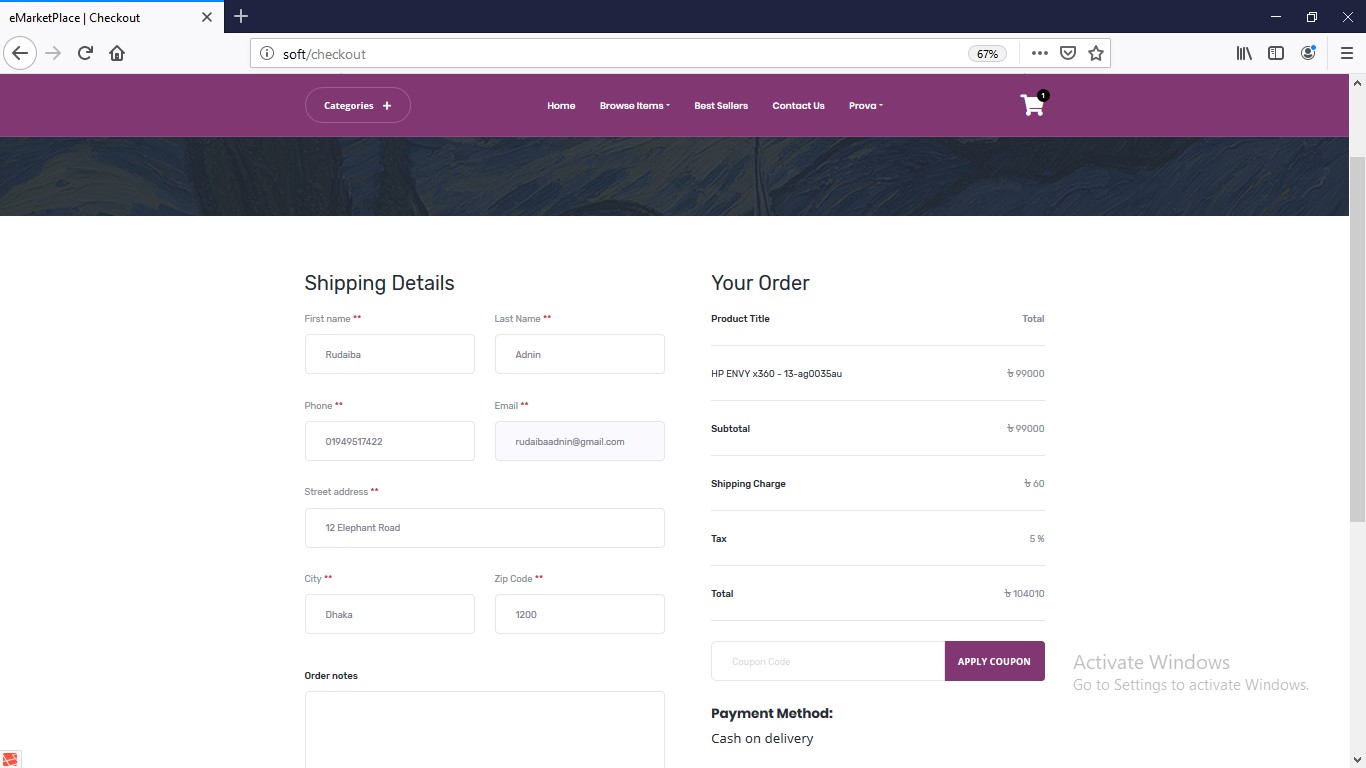 eMarketPlace | Checkout
soft/checkout
67%
Categories +
Home
Browse Items
Best Sellers
Contact Us
Prova
1
Shipping Details
First name **
Last Name **
Rudaiba
Adnin
Phone **
Email **
01949517422
rudaibaadnin@gmail.com
Street address **
12 Elephant Road
City **
Zip Code **
Dhaka
1200
Order notes
Your Order
Product Title
Total
HP ENVY x360 - 13-ag0035au
৳ 99000
Subtotal
৳ 99000
Shipping Charge
৳ 60
Tax
5 %
Total
৳ 104010
Coupon Code
APPLY COUPON
Payment Method:
Cash on delivery
Activate Windows
Go to Settings to activate Windows.